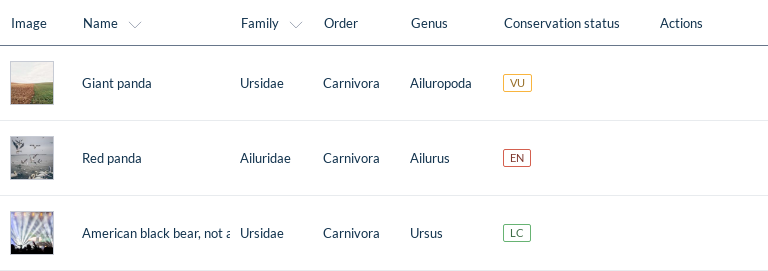 Image Name Family Order Genus Conservation status Actions
Giant panda Ursidae Carnivora Ailuropoda VU
Red panda Ailuridae Carnivora Ailurus EN
American black bear, not Ursidae Carnivora Ursus LC